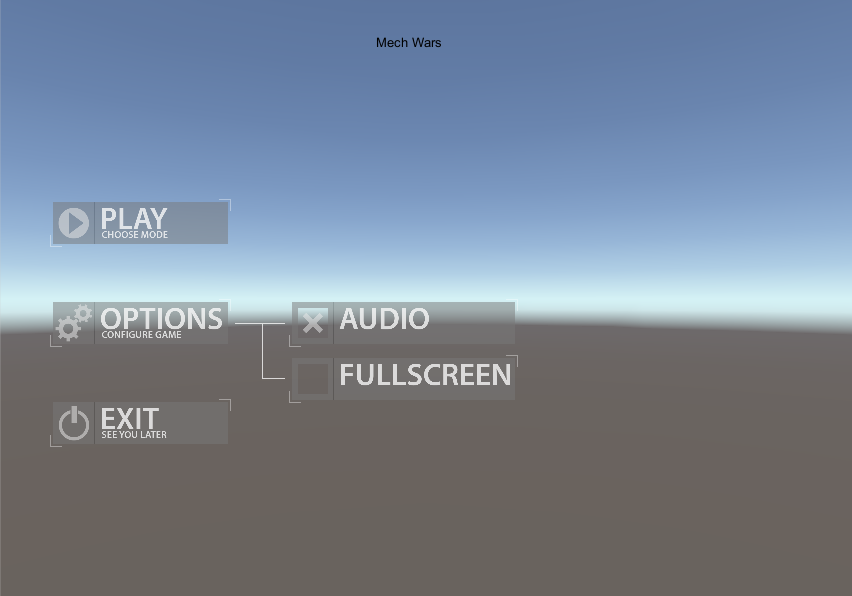 Mech Wars
PLAY
CHOOSE MODE
OPTIONS
CONFIGURE GAME
AUDIO
FULLSCREEN
EXIT
SEE YOU LATER